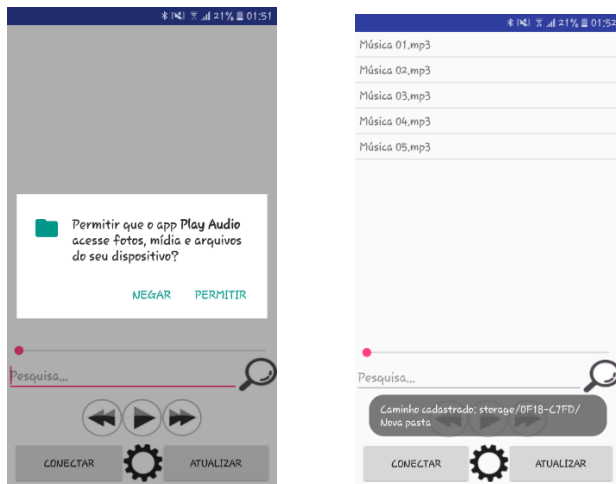 21% 01:51
Permitir que o app Play Audio
acesse fotos, mídia e arquivos
do seu dispositivo?
NEGAR PERMITIR
Pesquisa...
CONECTAR ATUALIZAR
21% 01:52
Música 01.mp3
Música 02.mp3
Música 03.mp3
Música 04.mp3
Música 05.mp3
Pesquisa...
Caminho cadastrado: storage/0F18-C7FD/
Nova pasta
CONECTAR ATUALIZAR